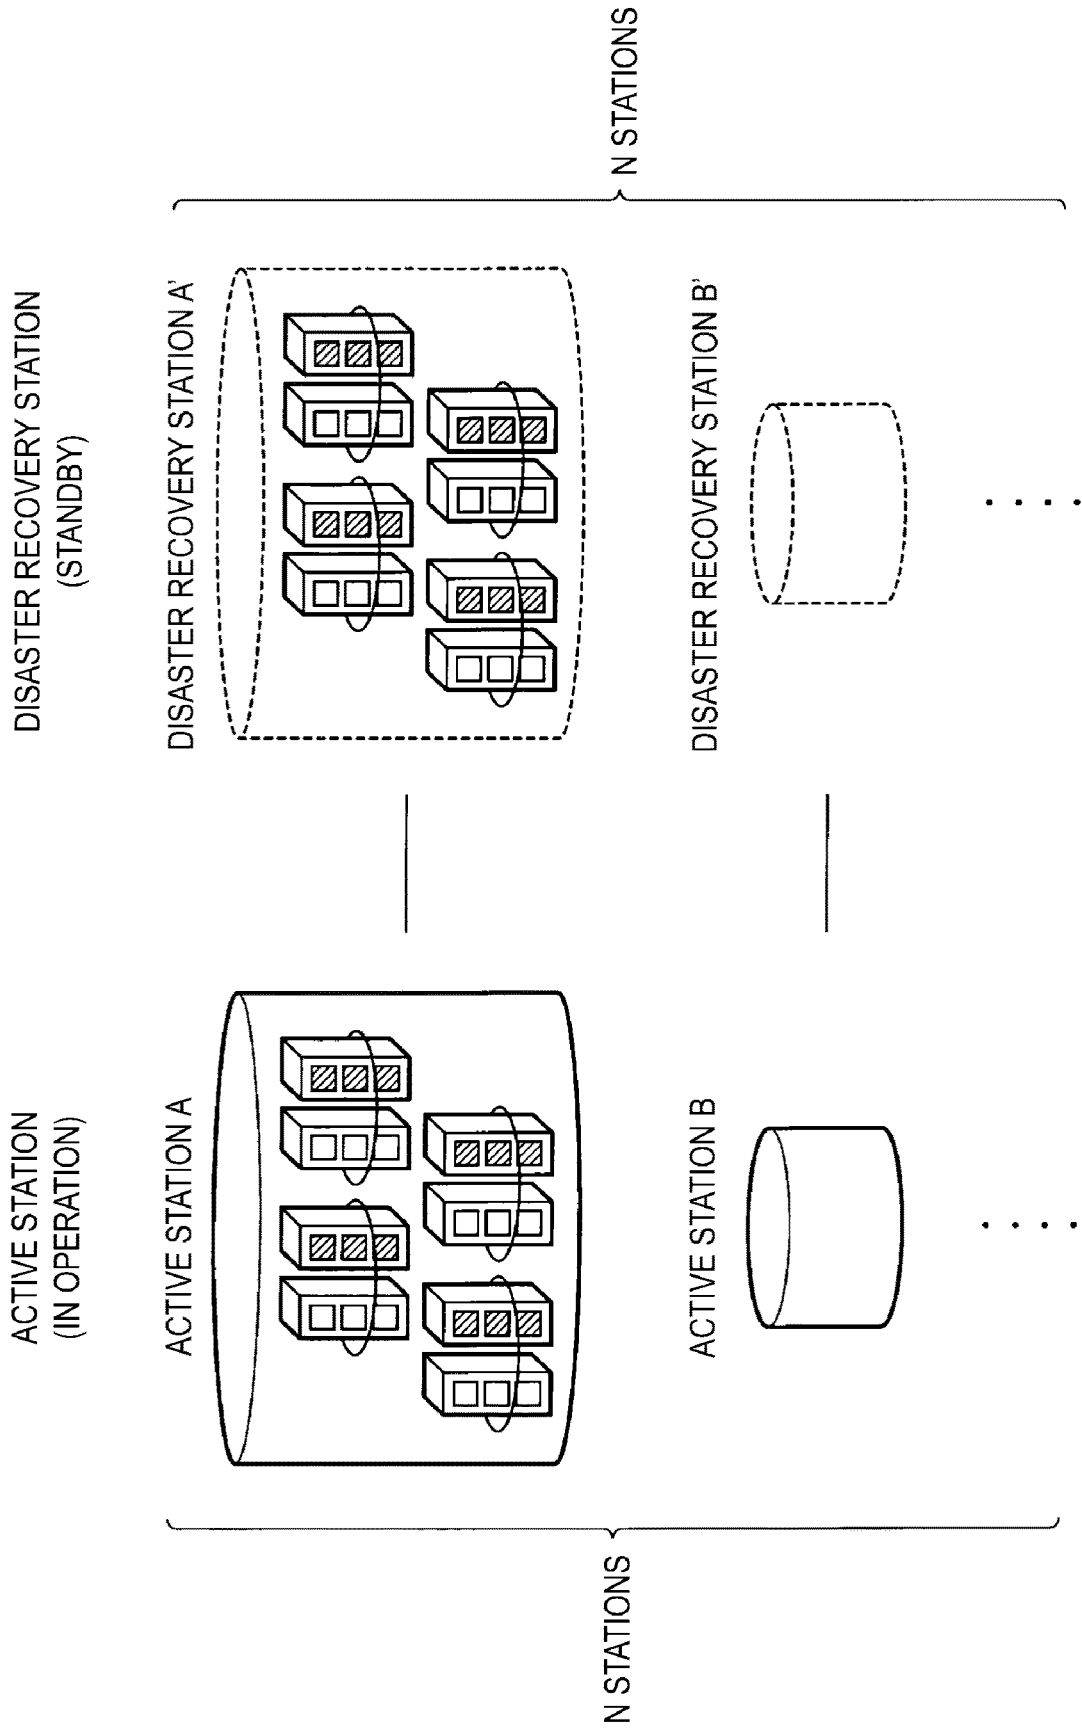 ACTIVE STATION
(IN OPERATION)
DISASTER RECOVERY STATION
(STANDBY)
ACTIVE STATION A
DISASTER RECOVERY STATION A'
N STATIONS
N STATIONS
ACTIVE STATION B
DISASTER RECOVERY STATION B'